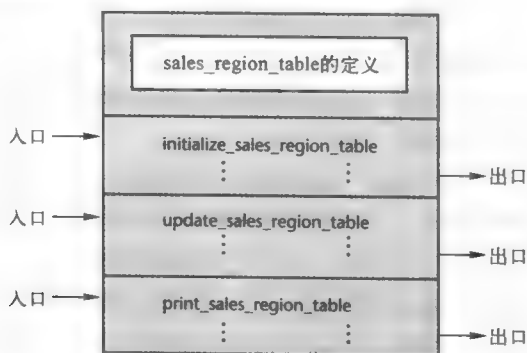 sales_region_table的定义
入口
initialize_sales_region_table
出口
入口
update_sales_region_table
出口
入口
print_sales_region_table
出口